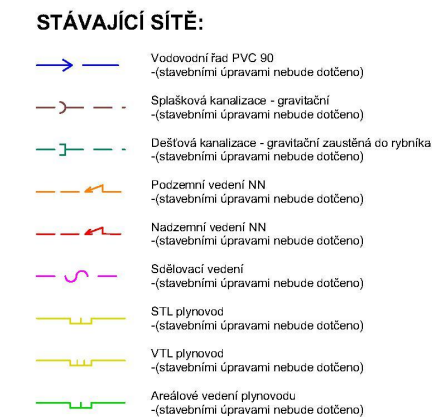 STÁVAJÍCÍ SÍTĚ:
Vodovodní řad PVC 90
-(stavebními úpravami nebude dotčeno)
Splašková kanalizace - gravitační
-(stavebními úpravami nebude dotčeno)
Dešťová kanalizace - gravitační zaustěná do rybníka
-(stavebními úpravami nebude dotčeno)
Podzemní vedení NN
-(stavebními úpravami nebude dotčeno)
Nadzemní vedení NN
-(stavebními úpravami nebude dotčeno)
Sdělovací vedení
-(stavebními úpravami nebude dotčeno)
STL plynovod
-(stavebními úpravami nebude dotčeno)
VTL plynovod
-(stavebními úpravami nebude dotčeno)
Areálové vedení plynovodu
-(stavebními úpravami nebude dotčeno)